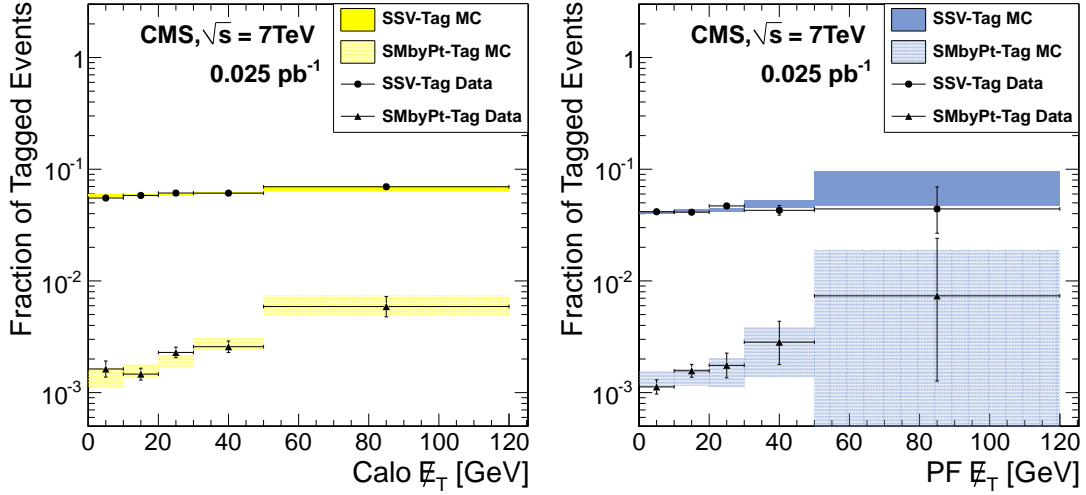 Fraction of Tagged Events
CMS, √s = 7TeV
0.025 pb⁻¹
SSV-Tag MC
SMbyPt-Tag MC
SSV-Tag Data
SMbyPt-Tag Data
1
10⁻¹
10⁻²
10⁻³
0 20 40 60 80 100 120
Calo E̸_T [GeV]
Fraction of Tagged Events
CMS, √s = 7TeV
0.025 pb⁻¹
SSV-Tag MC
SMbyPt-Tag MC
SSV-Tag Data
SMbyPt-Tag Data
1
10⁻¹
10⁻²
10⁻³
0 20 40 60 80 100 120
PF E̸_T [GeV]